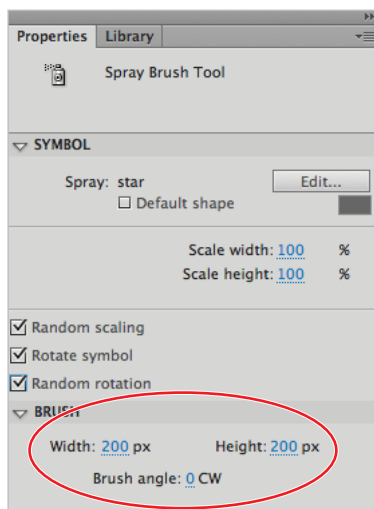 Properties Library
Spray Brush Tool
SYMBOL
Spray: star Edit...
Default shape
Scale width: 100 %
Scale height: 100 %
Random scaling
Rotate symbol
Random rotation
BRUSH
Width: 200 px Height: 200 px
Brush angle: 0 CW